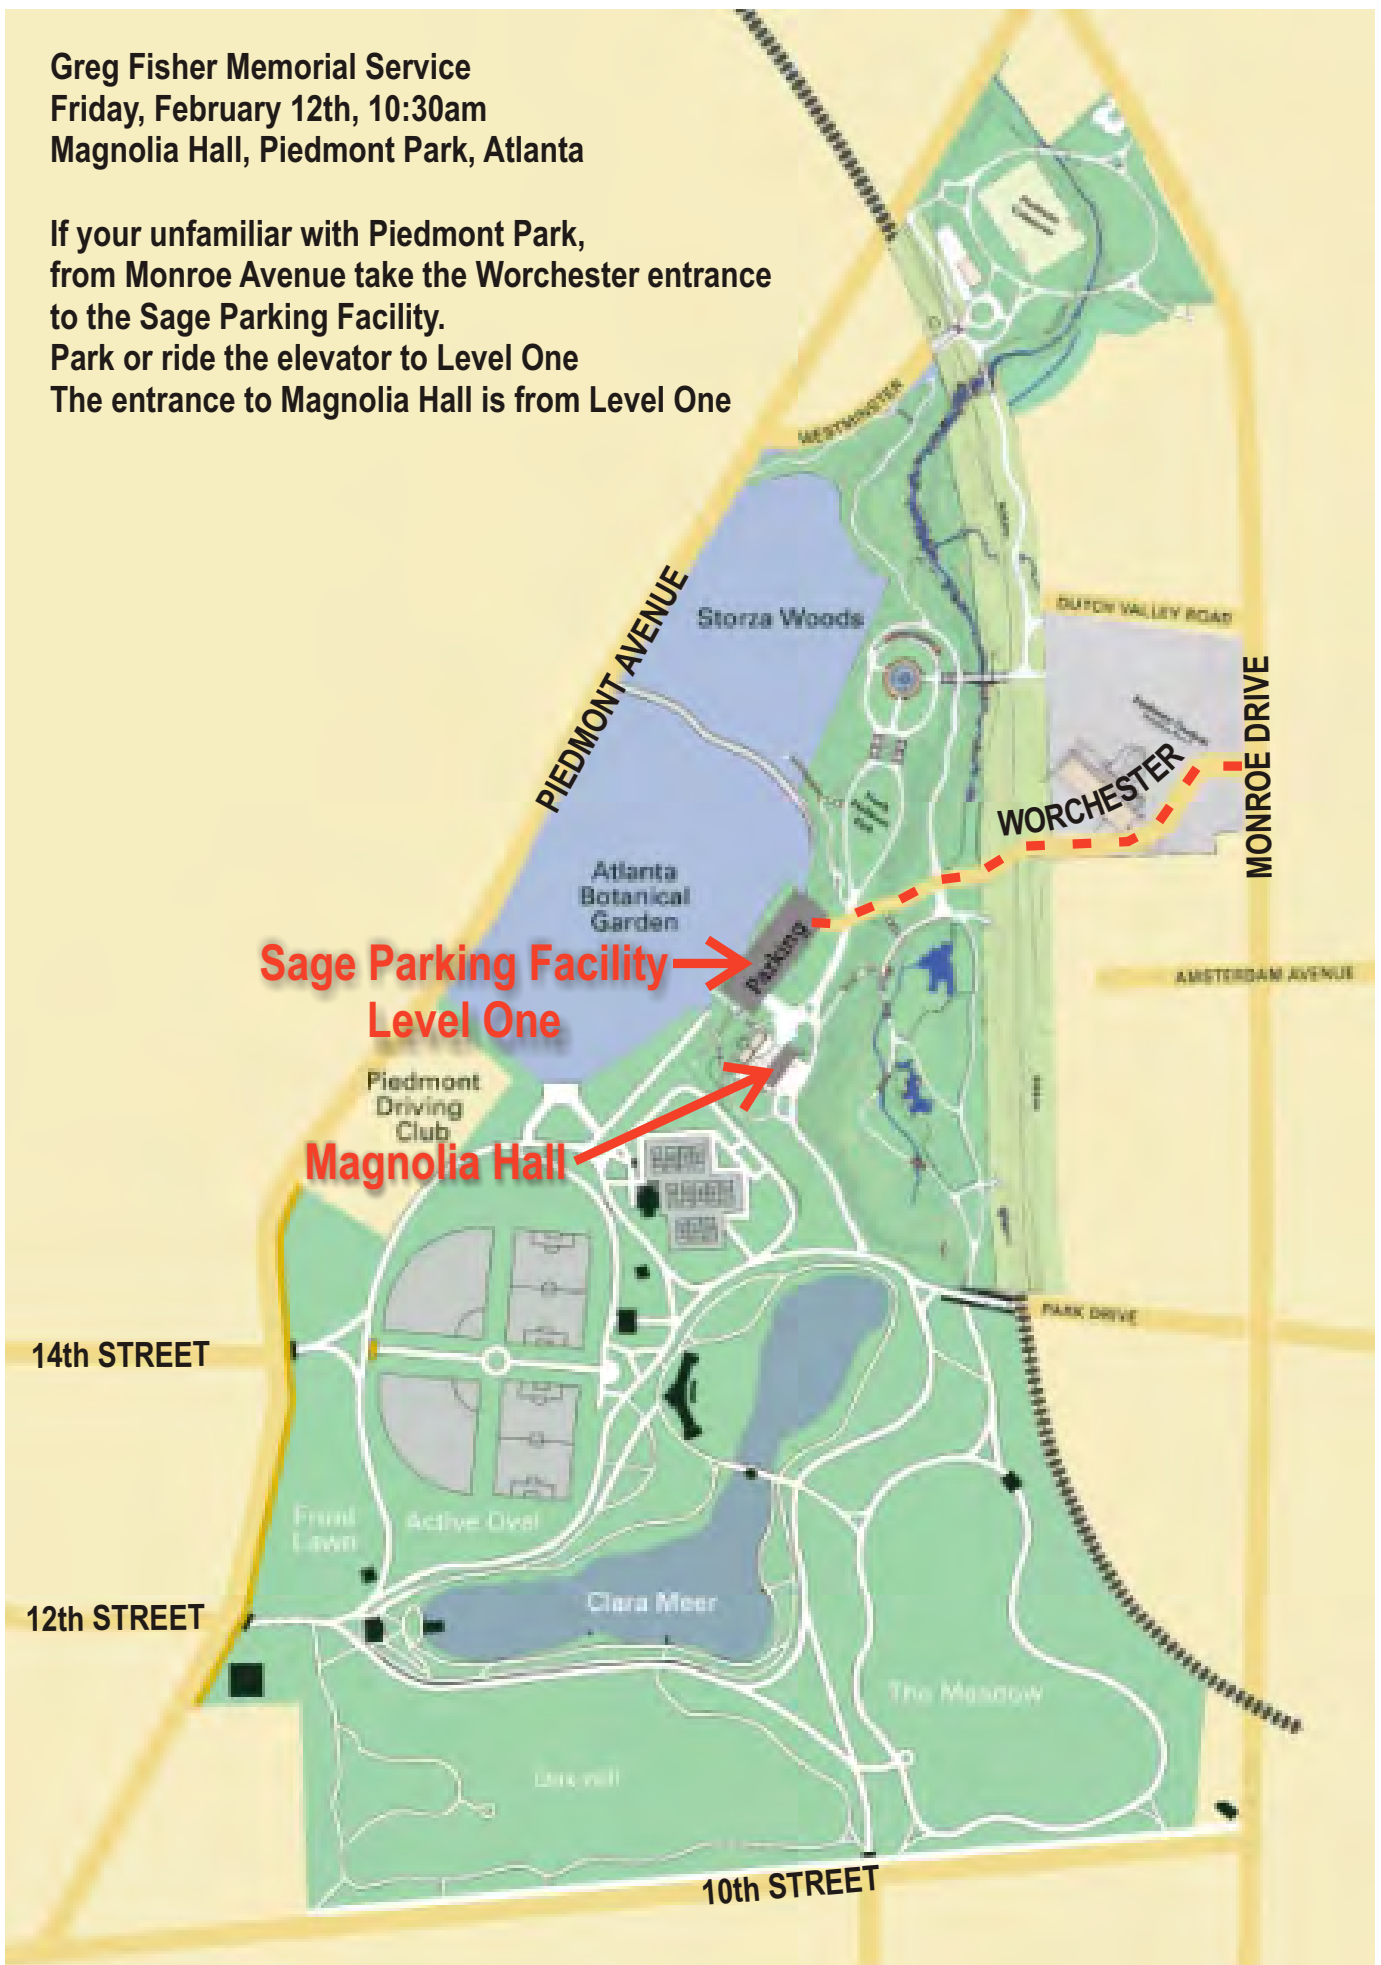 Greg Fisher Memorial Service
Friday, February 12th, 10:30am
Magnolia Hall, Piedmont Park, Atlanta
If your unfamiliar with Piedmont Park,
from Monroe Avenue take the Worchester entrance
to the Sage Parking Facility.
Park or ride the elevator to Level One
The entrance to Magnolia Hall is from Level One
WESTMINSTER
Storza Woods
PIEDMONT AVENUE
DUTCH VALLEY ROAD
MONROE DRIVE
WORCHESTER
Atlanta
Botanical
Garden
Parking
Sage Parking Facility
Level One
AMSTERDAM AVENUE
Piedmont
Driving
Club
Magnolia Hall
PARK DRIVE
14th STREET
Front
Lawn
Active Oval
12th STREET
Clara Meer
The Meadow
Oak Hill
10th STREET